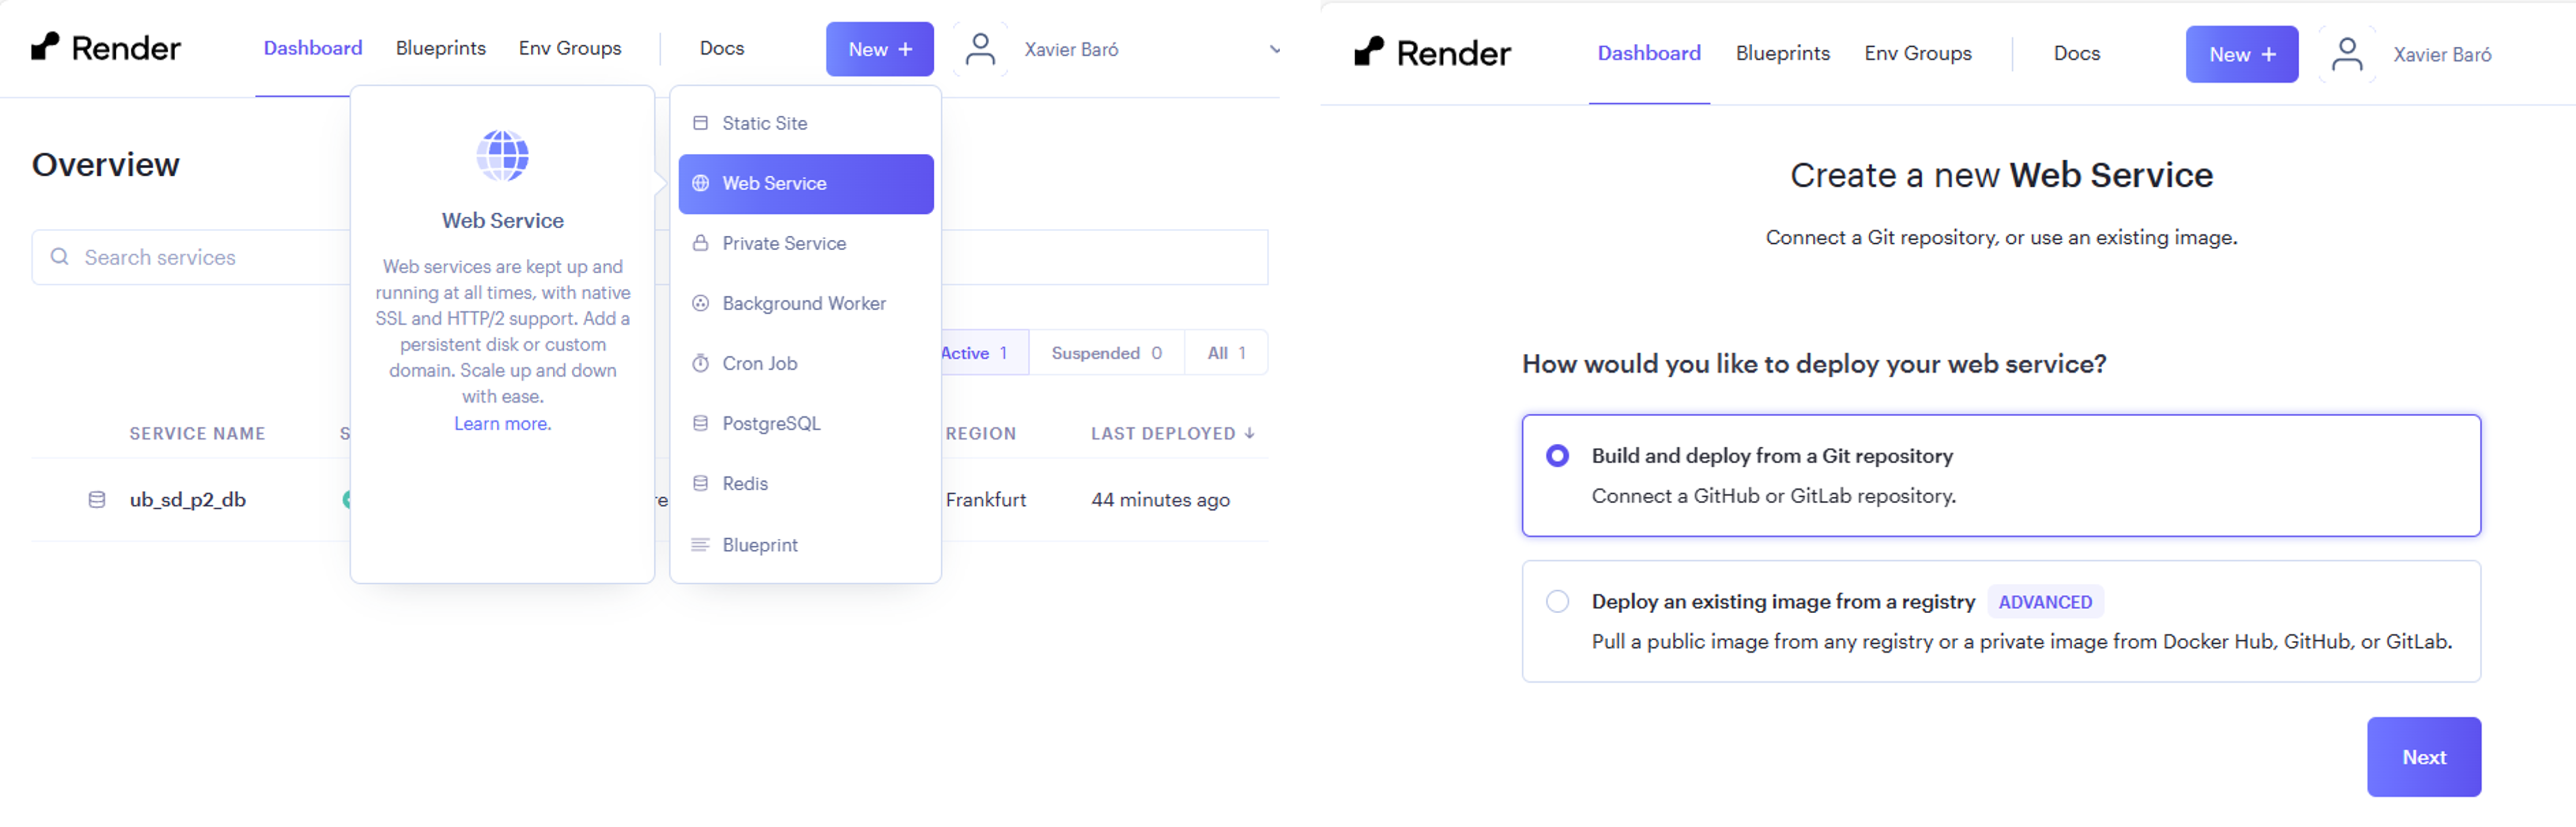 Render
Dashboard
Blueprints
Env Groups
Docs
New +
Xavier Baró
Overview
Search services
Web Service
Web services are kept up and
running at all times, with native
SSL and HTTP/2 support. Add a
persistent disk or custom
domain. Scale up and down
with ease.
Learn more.
Static Site
Web Service
Private Service
Background Worker
Cron Job
PostgreSQL
Redis
Blueprint
Active 1
Suspended 0
All 1
SERVICE NAME
S
REGION
LAST DEPLOYED ↓
ub_sd_p2_db
re
Frankfurt
44 minutes ago
Render
Dashboard
Blueprints
Env Groups
Docs
New +
Xavier Baró
Create a new Web Service
Connect a Git repository, or use an existing image.
How would you like to deploy your web service?
Build and deploy from a Git repository
Connect a GitHub or GitLab repository.
Deploy an existing image from a registry ADVANCED
Pull a public image from any registry or a private image from Docker Hub, GitHub, or GitLab.
Next